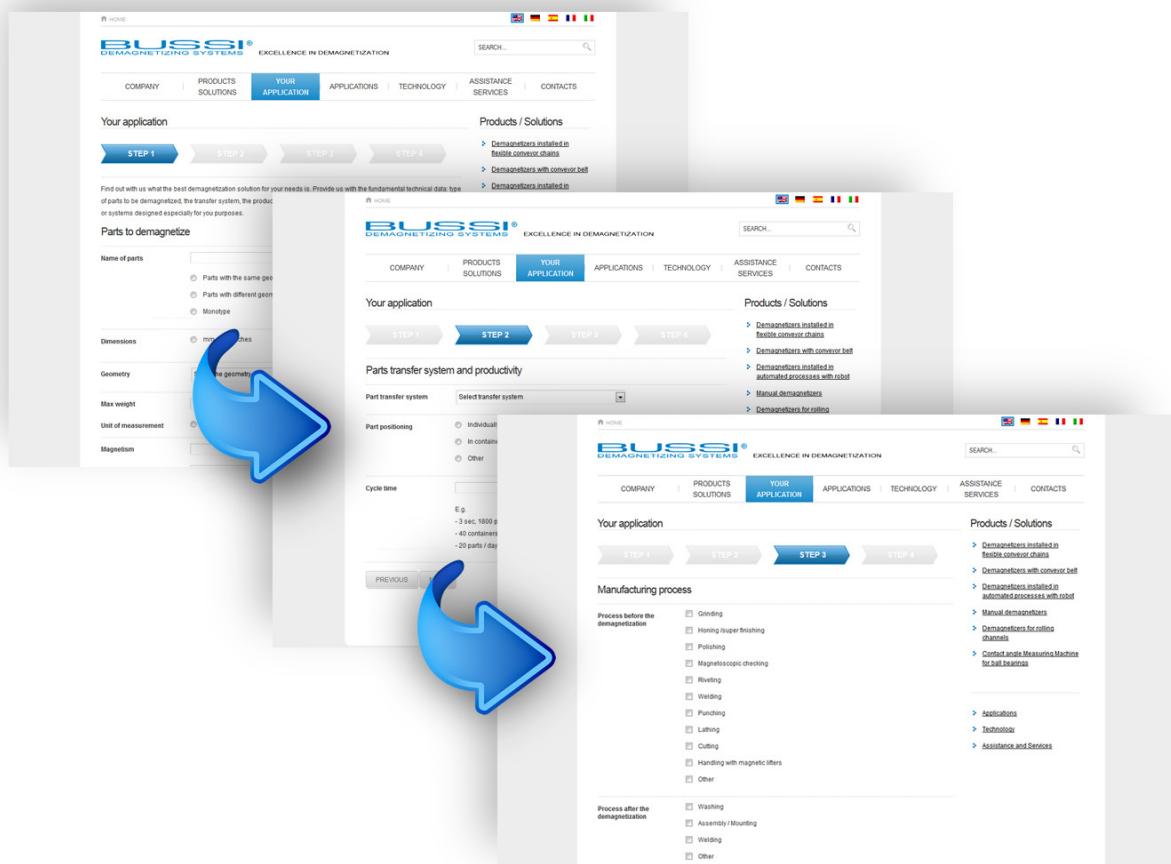 HOME
BUSSI®
DEMAGNETIZING SYSTEMS
EXCELLENCE IN DEMAGNETIZATION
SEARCH...
COMPANY
PRODUCTS
SOLUTIONS
YOUR
APPLICATION
APPLICATIONS
TECHNOLOGY
ASSISTANCE
SERVICES
CONTACTS
Your application
Products / Solutions
STEP 1
STEP 2
STEP 3
STEP 4
Demagnetizers installed in
flexible conveyor chains
Demagnetizers with conveyor belt
Demagnetizers installed in
Find out with us what the best demagnetization solution for your needs is. Provide us with the fundamental technical data: type
of parts to be demagnetized, the transfer system, the
or systems designed especially for you purposes.
Parts to demagnetize
Name of parts
Parts with the same
Parts with different
Monotype
Dimensions
Geometry
Max weight
Unit of measurement
Magnetism
HOME
BUSSI®
DEMAGNETIZING SYSTEMS
EXCELLENCE IN DEMAGNETIZATION
SEARCH...
COMPANY
PRODUCTS
SOLUTIONS
YOUR
APPLICATION
APPLICATIONS
TECHNOLOGY
ASSISTANCE
SERVICES
CONTACTS
Your application
Products / Solutions
STEP 1
STEP 2
STEP 3
STEP 4
Demagnetizers installed in
flexible conveyor chains
Demagnetizers with conveyor belt
Demagnetizers installed in
automated processes with robot
Manual demagnetizers
Demagnetizers for rolling
Parts transfer system and productivity
Part transfer system
Select transfer system
Part positioning
Individually
In
Other
Cycle time
E.g.
- 3 sec, 1800
- 40 containers
- 20 parts / day
PREVIOUS
HOME
BUSSI®
DEMAGNETIZING SYSTEMS
EXCELLENCE IN DEMAGNETIZATION
SEARCH...
COMPANY
PRODUCTS
SOLUTIONS
YOUR
APPLICATION
APPLICATIONS
TECHNOLOGY
ASSISTANCE
SERVICES
CONTACTS
Your application
Products / Solutions
STEP 1
STEP 2
STEP 3
STEP 4
Demagnetizers installed in
flexible conveyor chains
Demagnetizers with conveyor belt
Demagnetizers installed in
automated processes with robot
Manual demagnetizers
Demagnetizers for rolling
channels
Contact angle Measuring Machine
for ball bearings
Applications
Technology
Assistance and Services
Manufacturing process
Process before the
demagnetization
Grinding
Honing /super finishing
Polishing
Magnetoscopic checking
Riveting
Welding
Punching
Lathing
Cutting
Handling with magnetic lifters
Other
Process after the
demagnetization
Washing
Assembly / Mounting
Welding
Other